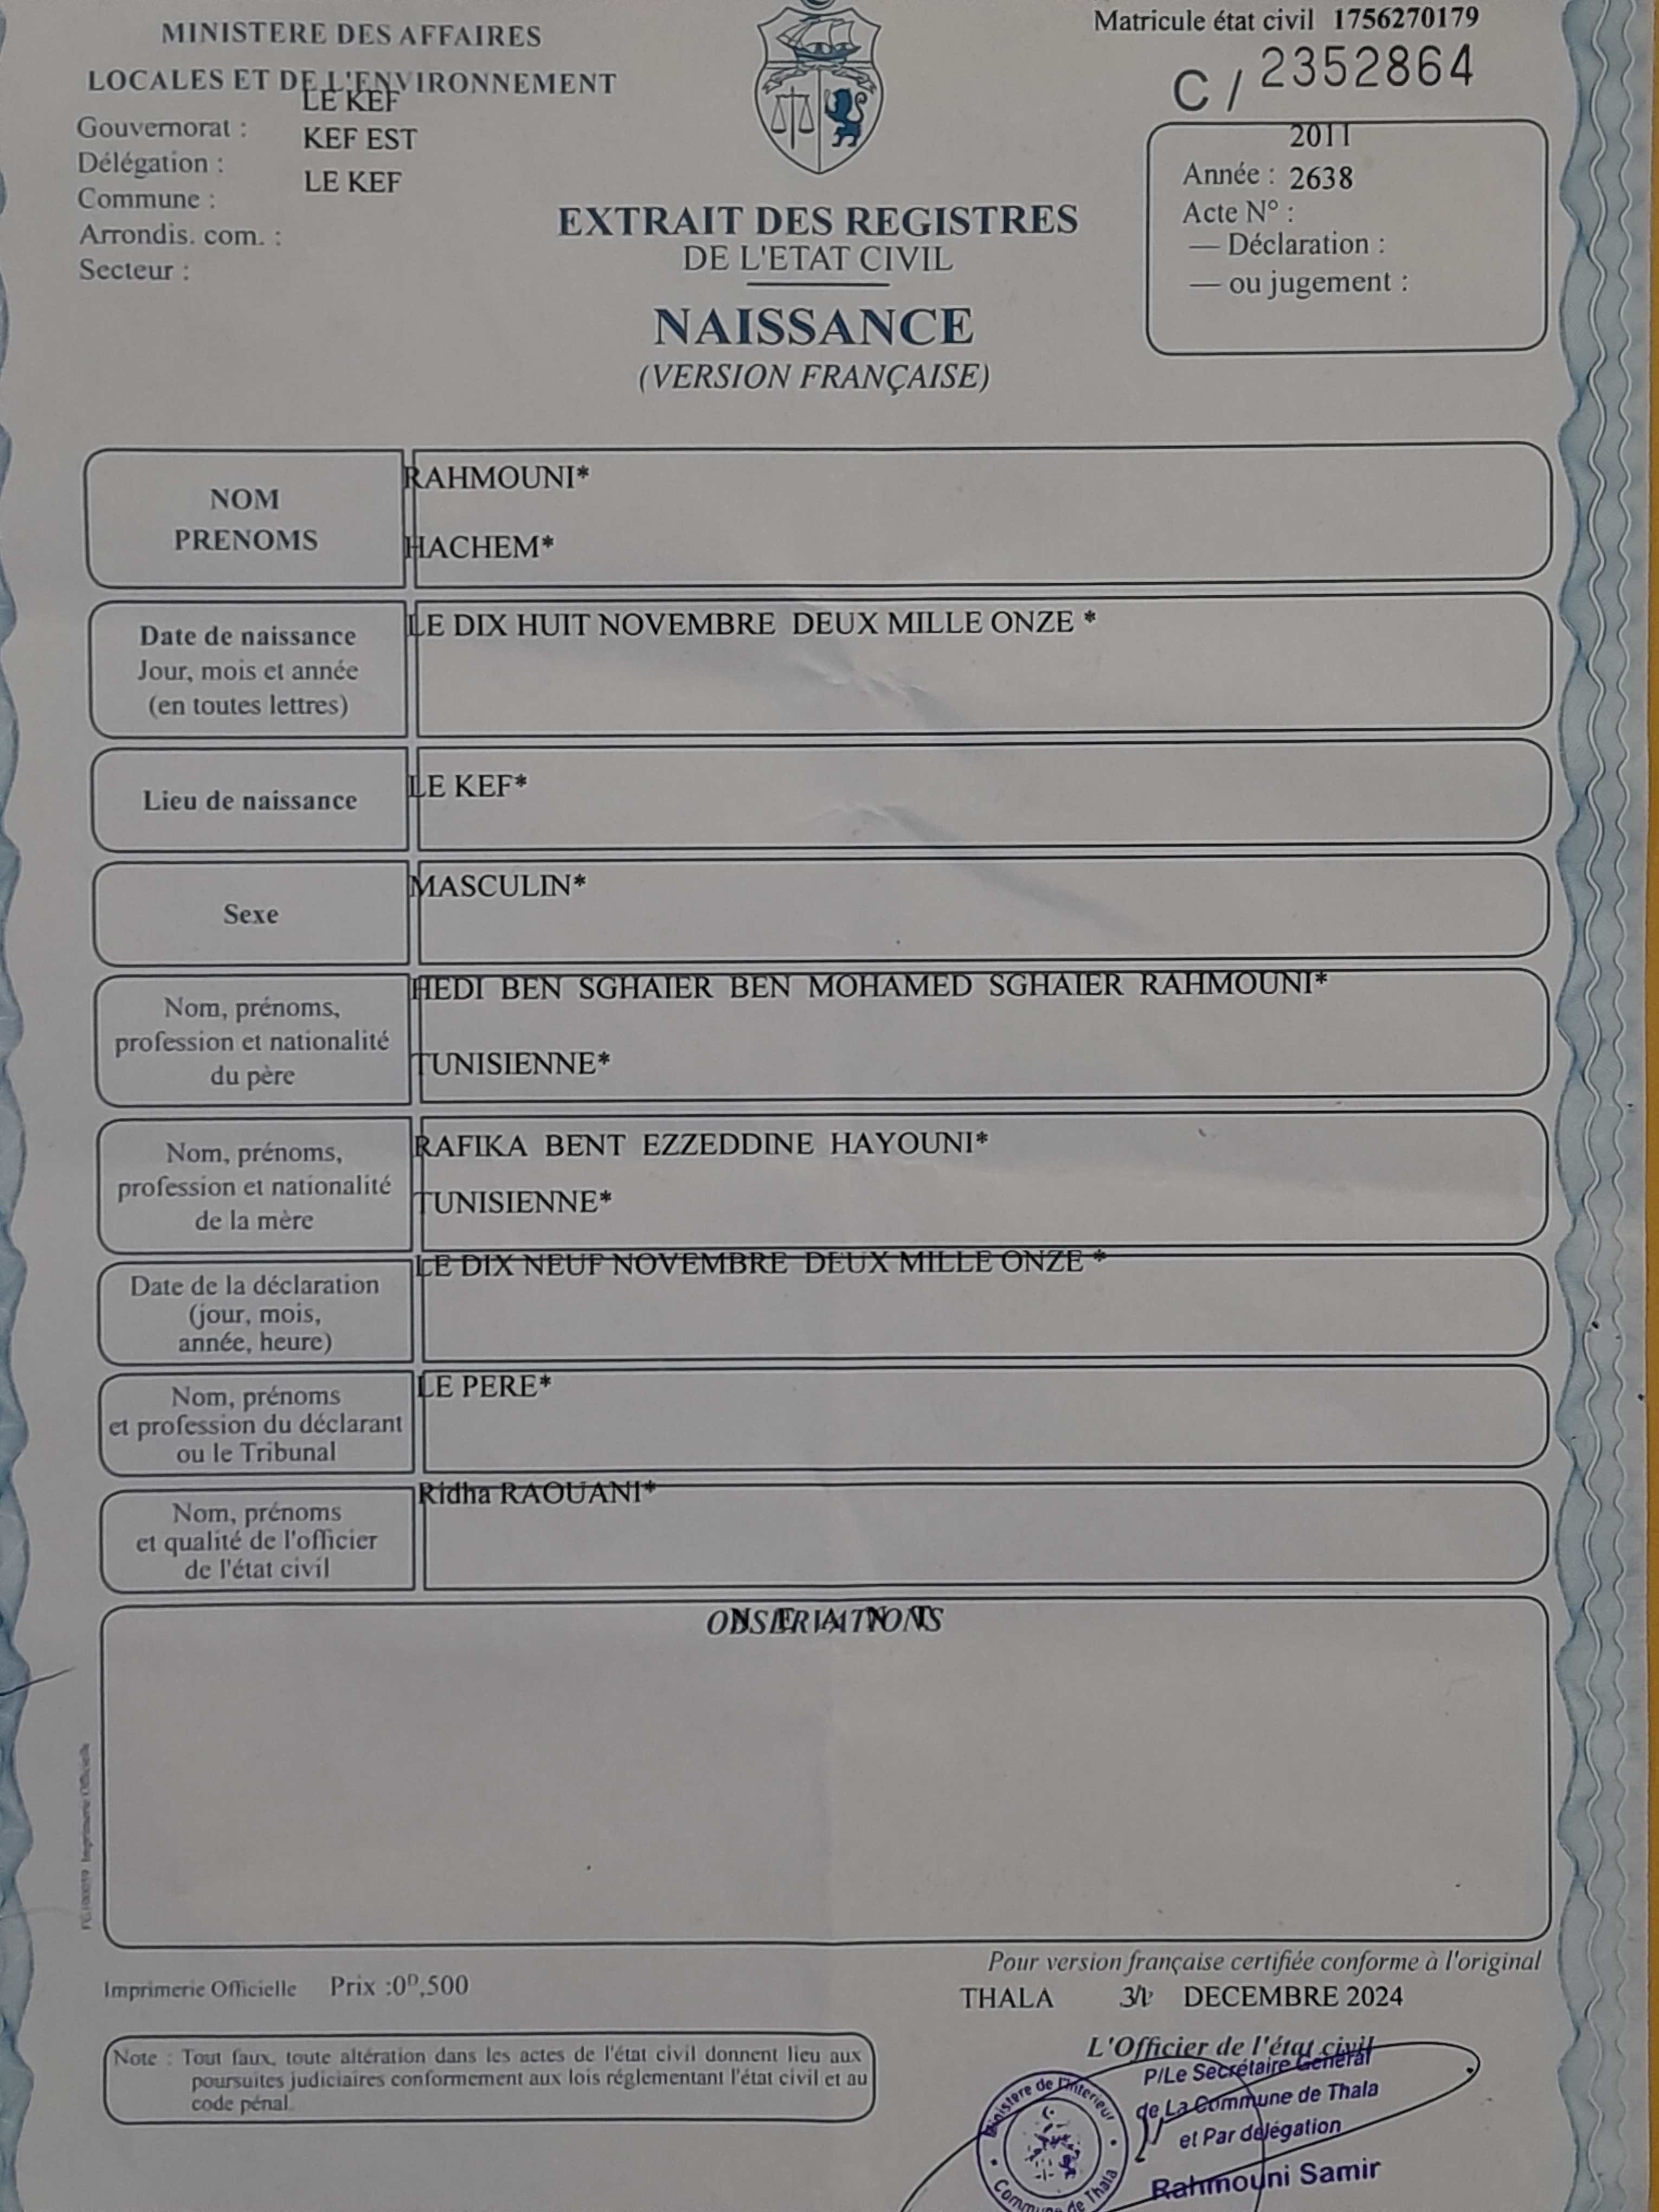 MINISTERE DES AFFAIRES
LOCALES ET DE L'ENVIRONNEMENT
Gouvernorat : LE KEF
Délégation : KEF EST
Commune : LE KEF
Arrondis. com. :
Secteur :
Matricule état civil 1756270179
C / 2352864
2011
Année : 2638
Acte N° :
— Déclaration :
— ou jugement :
EXTRAIT DES REGISTRES
DE L'ETAT CIVIL
NAISSANCE
(VERSION FRANÇAISE)
NOM
PRENOMS
RAHMOUNI*
HACHEM*
Date de naissance
Jour, mois et année
(en toutes lettres)
LE DIX HUIT NOVEMBRE DEUX MILLE ONZE *
Lieu de naissance
LE KEF*
Sexe
MASCULIN*
Nom, prénoms,
profession et nationalité
du père
HEDI BEN SGHAIER BEN MOHAMED SGHAIER RAHMOUNI*
TUNISIENNE*
Nom, prénoms,
profession et nationalité
de la mère
RAFIKA BENT EZZEDDINE HAYOUNI*
TUNISIENNE*
Date de la déclaration
(jour, mois,
année, heure)
LE DIX NEUF NOVEMBRE DEUX MILLE ONZE *
Nom, prénoms
et profession du déclarant
ou le Tribunal
LE PERE*
Nom, prénoms
et qualité de l'officier
de l'état civil
Ridha RAOUANI*
OBSERVATIONS
N E A N T
Imprimerie Officielle
Prix :0ᴰ,500
Pour version française certifiée conforme à l'original
THALA DECEMBRE 2024
L'Officier de l'état civil
P/Le Secrétaire Général
de La Commune de Thala
et Par délégation
Rahmouni Samir
Ministère de l'Interieur
Commune de Thala
Note : Tout faux, toute altération dans les actes de l'état civil donnent lieu aux
poursuites judiciaires conformement aux lois réglementant l'état civil et au
code pénal.